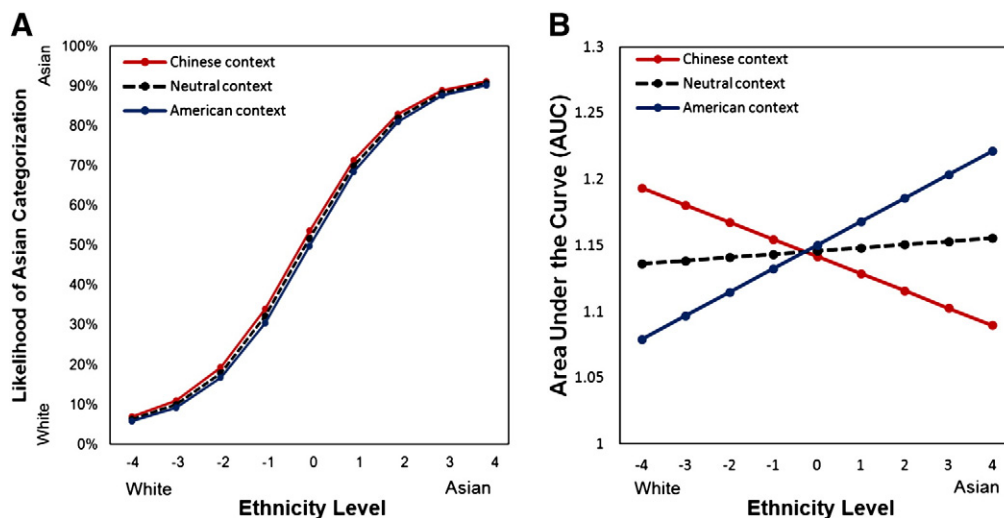 A
Likelihood of Asian Categorization
Asian
White
100%
90%
80%
70%
60%
50%
40%
30%
20%
10%
0%
Chinese context
Neutral context
American context
-4 -3 -2 -1 0 1 2 3 4
White Asian
Ethnicity Level
B
Area Under the Curve (AUC)
1.3
1.25
1.2
1.15
1.1
1.05
1
Chinese context
Neutral context
American context
-4 -3 -2 -1 0 1 2 3 4
White Asian
Ethnicity Level